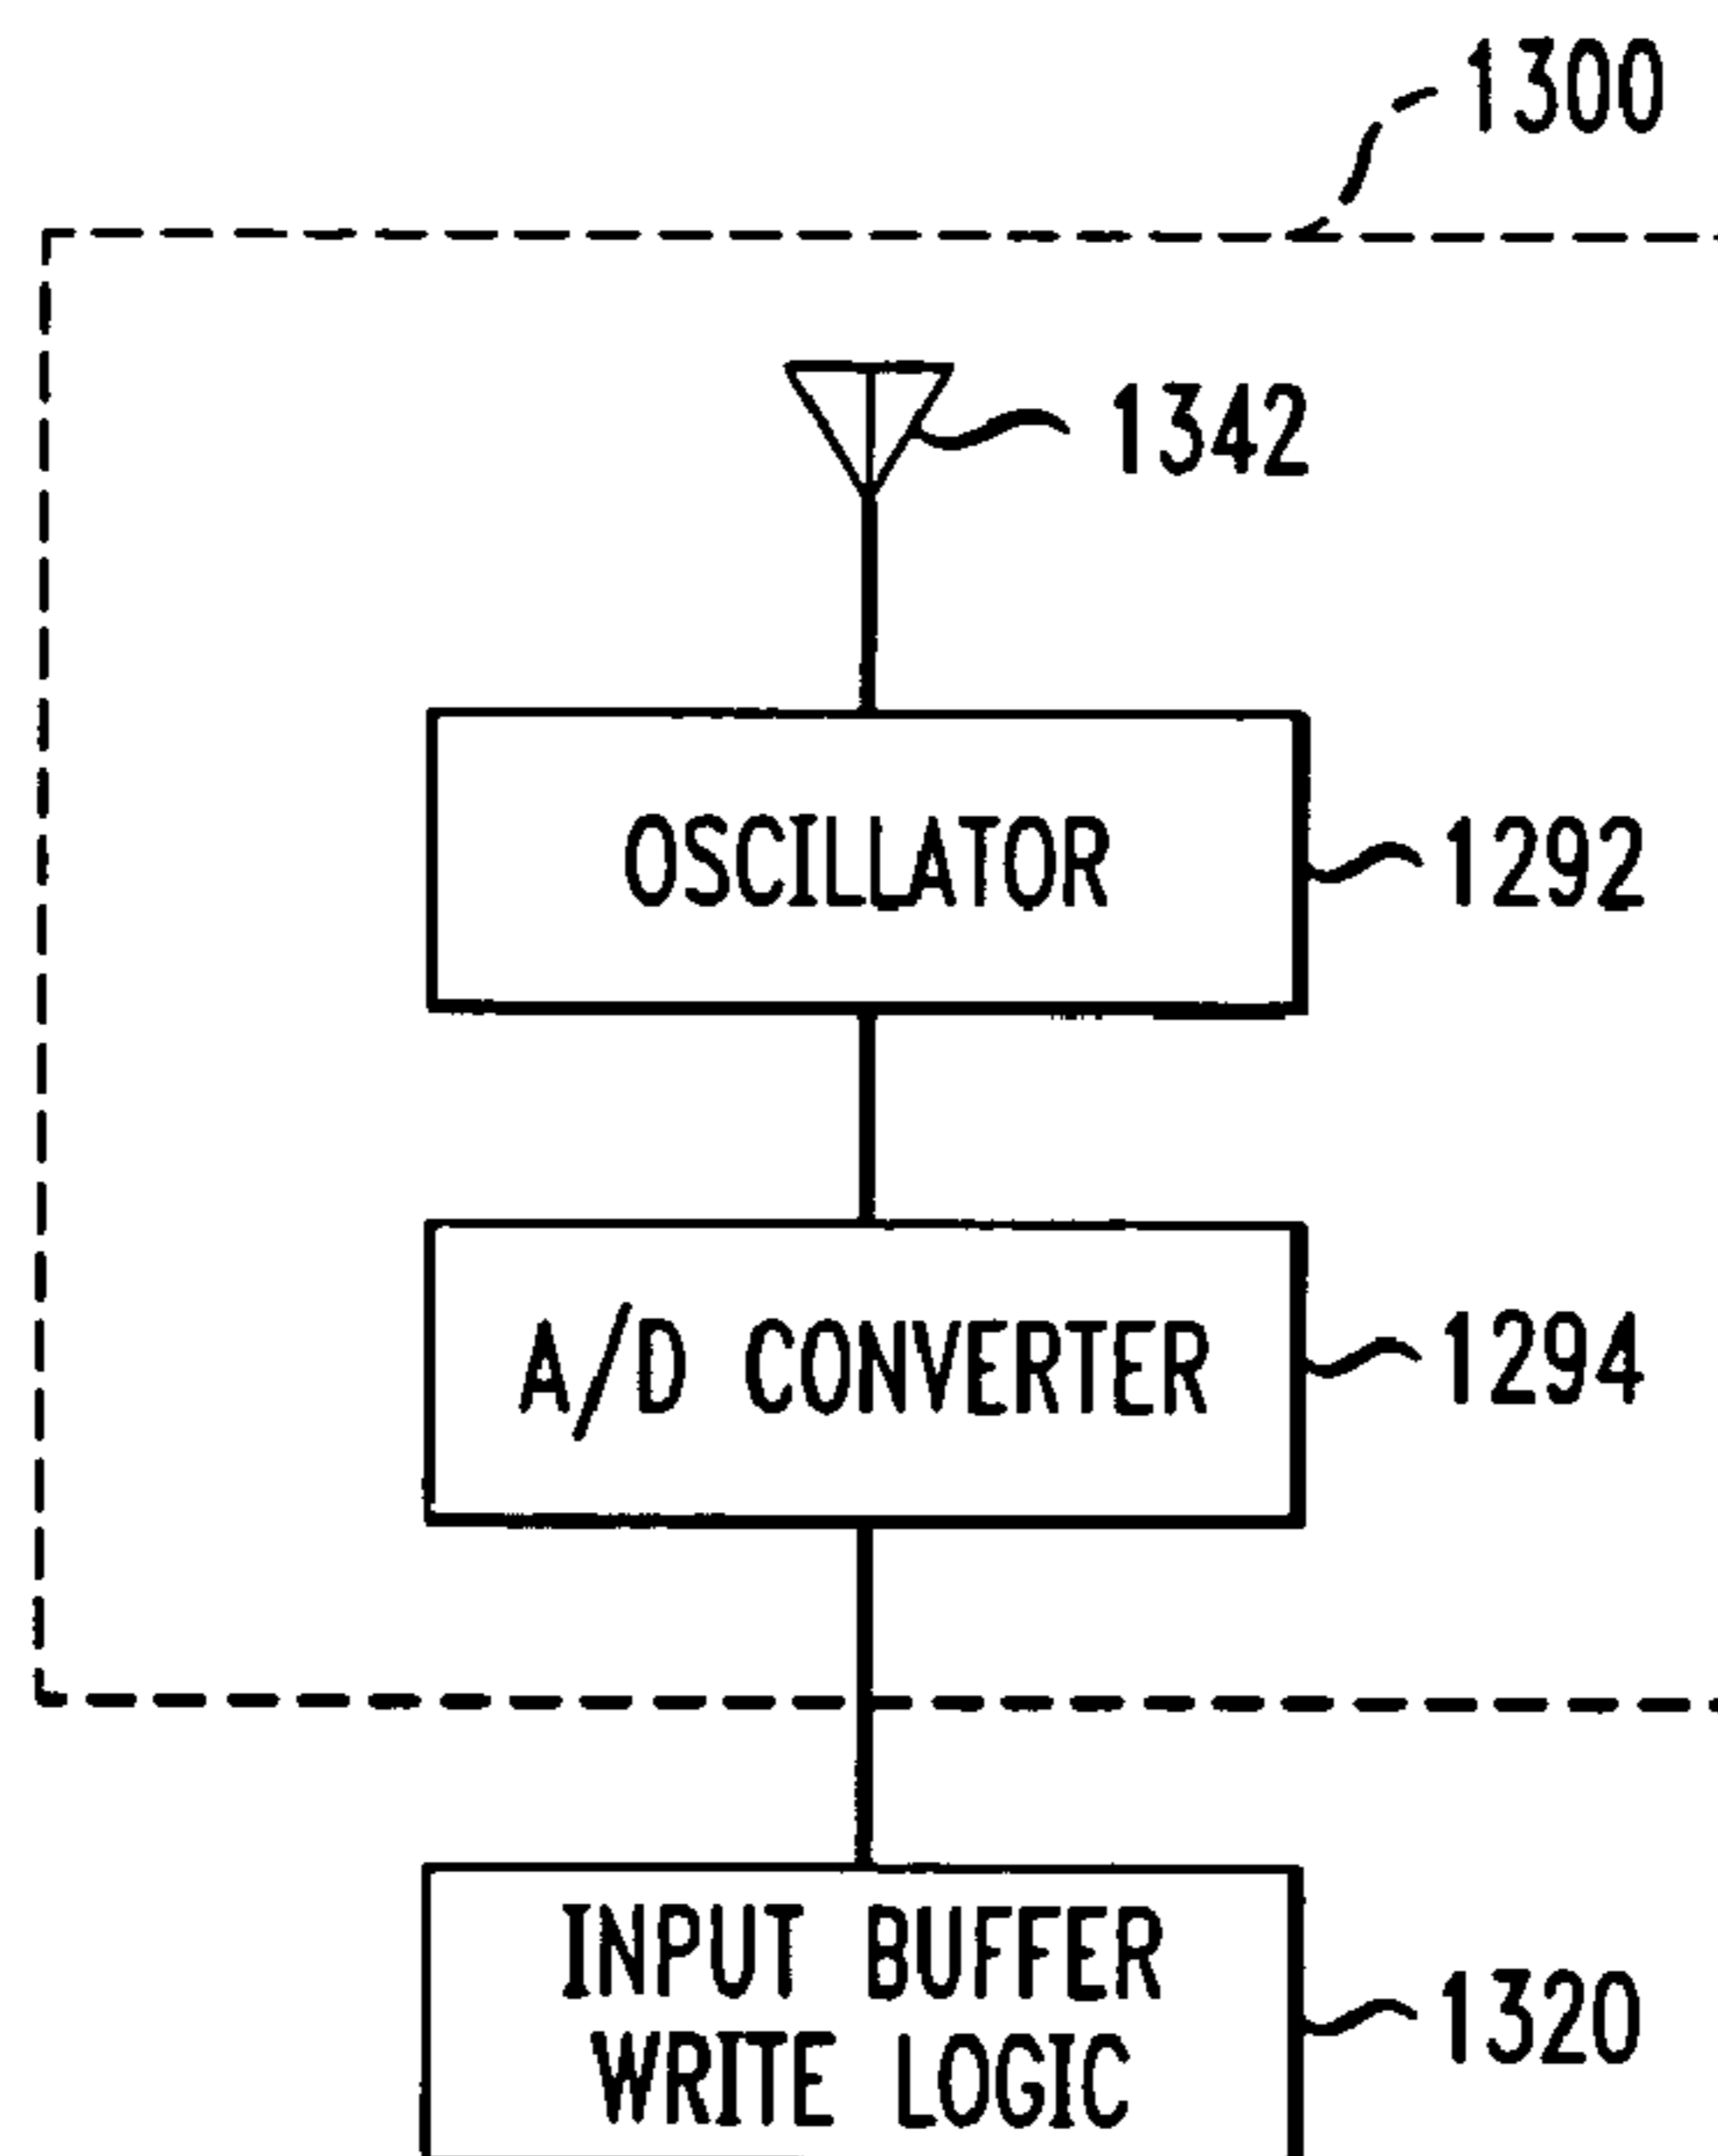 1300
1342
OSCILLATOR
1292
A/D CONVERTER
1294
INPUT BUFFER
WRITE LOGIC
1320